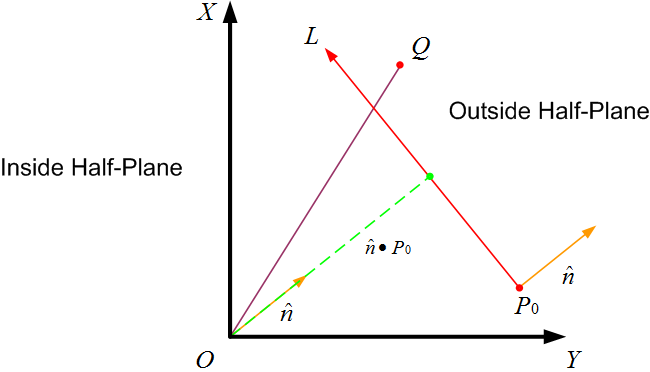 X
L
Q
Outside Half-Plane
Inside Half-Plane
n̂ • P₀
n̂
n̂
P₀
O
Y